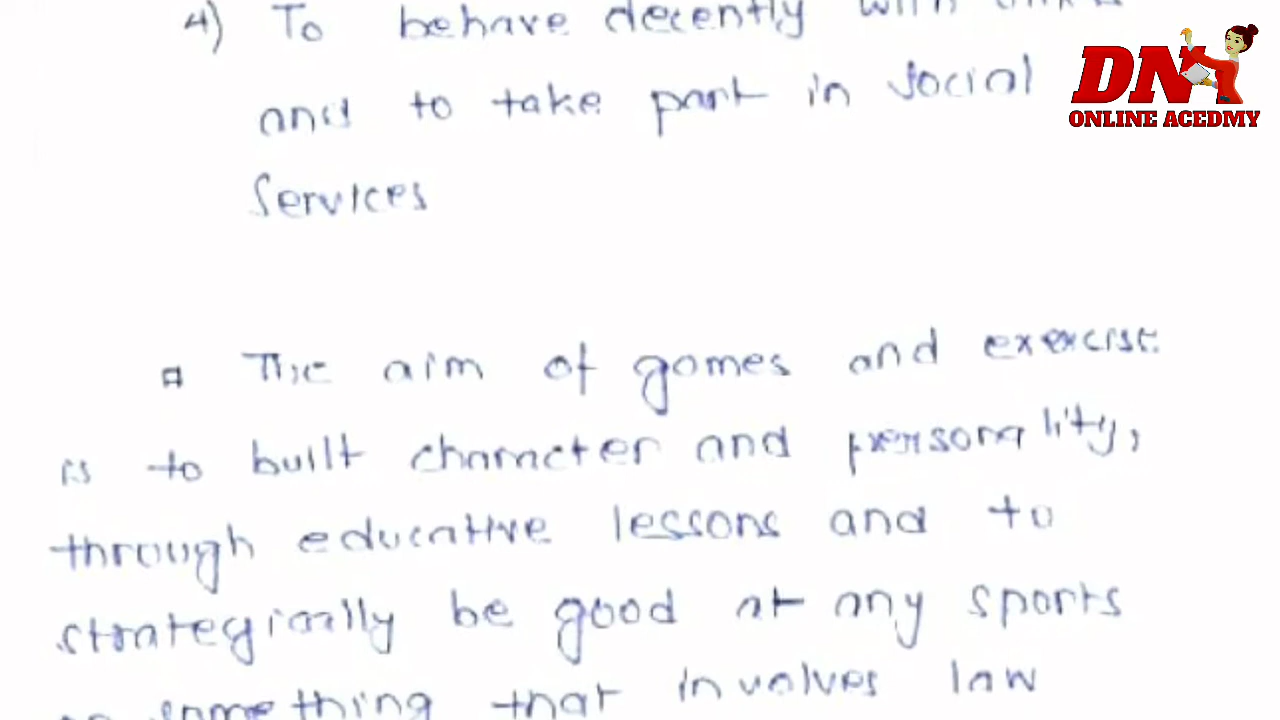 4) To behave decently with
and to take part in social
Services
The aim of games and exercise
is to built character and personality,
through educative lessons and to
strategically be good at any sports
something that involves law
DN
ONLINE ACEDMY